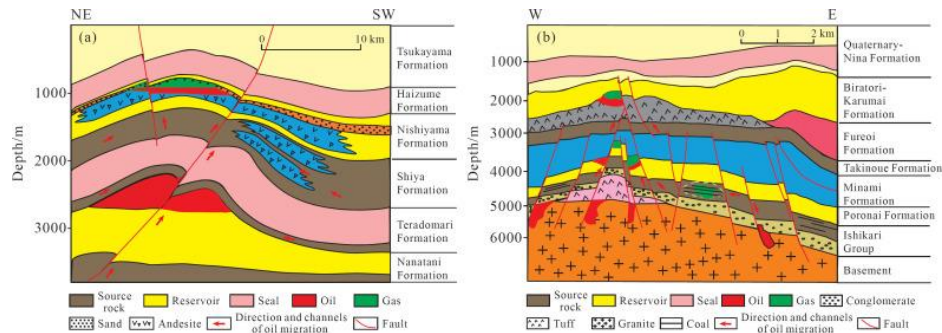 NE
SW
(a)
0
10 km
Depth/m
1000
2000
3000
Tsukayama
Formation
Haizume
Formation
Nishiyama
Formation
Shiya
Formation
Teradomari
Formation
Nanatani
Formation
Source
rock
Reservoir
Seal
Oil
Gas
Sand
Andesite
Direction and channels
of oil migration
Fault
W
E
(b)
0
1
2 km
Depth/m
1000
2000
3000
4000
5000
6000
Quaternary-
Nina Formation
Biratori-
Karumai
Formation
Fureoi
Formation
Takinoue Formation
Minami
Formation
Poronai Formation
Ishikari
Group
Basement
Source
rock
Reservoir
Seal
Oil
Gas
Conglomerate
Tuff
Granite
Coal
Direction and channels
of oil migration
Fault